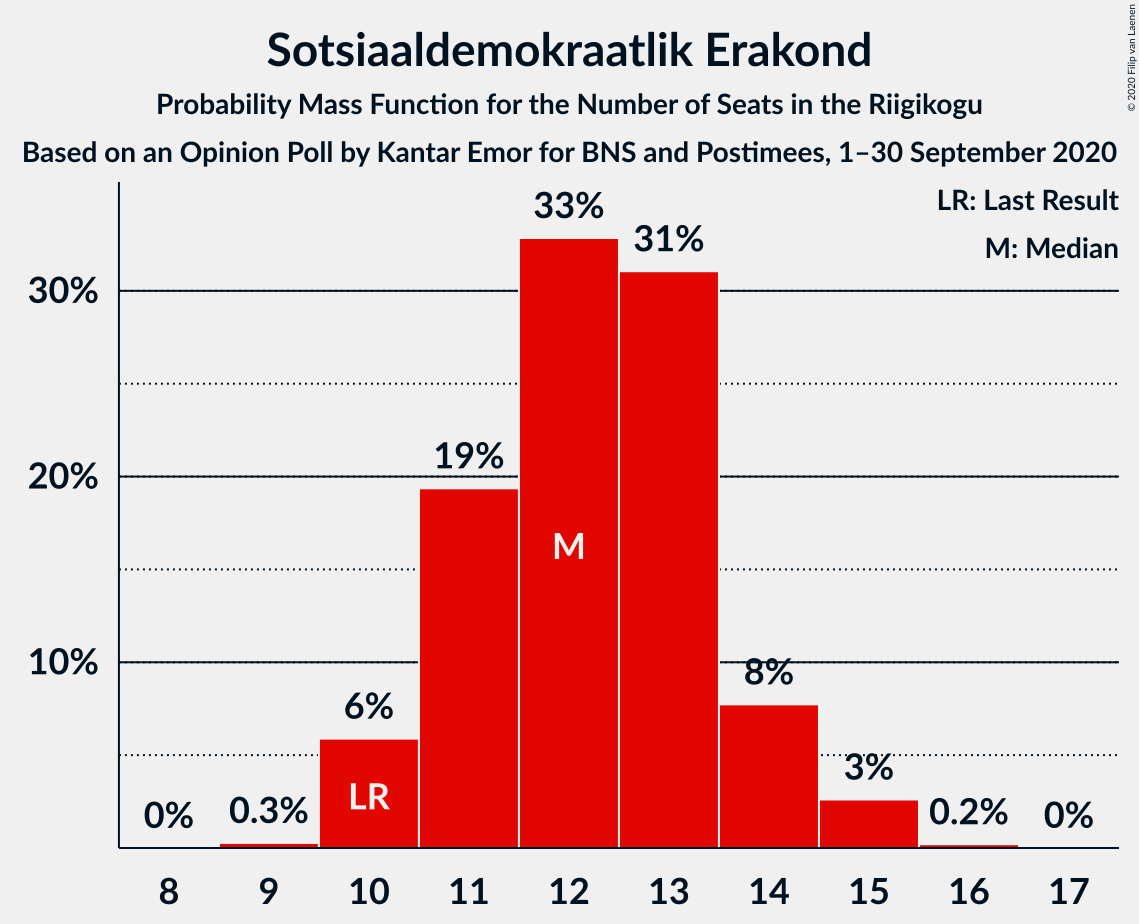 Sotsiaaldemokraatlik Erakond
Probability Mass Function for the Number of Seats in the Riigikogu
Based on an Opinion Poll by Kantar Emor for BNS and Postimees, 1–30 September 2020
© 2020 Filip van Laenen
LR: Last Result
M: Median
30%
20%
10%
0%
0.3%
6%
19%
33%
31%
8%
3%
0.2%
0%
LR
M
8
9
10
11
12
13
14
15
16
17